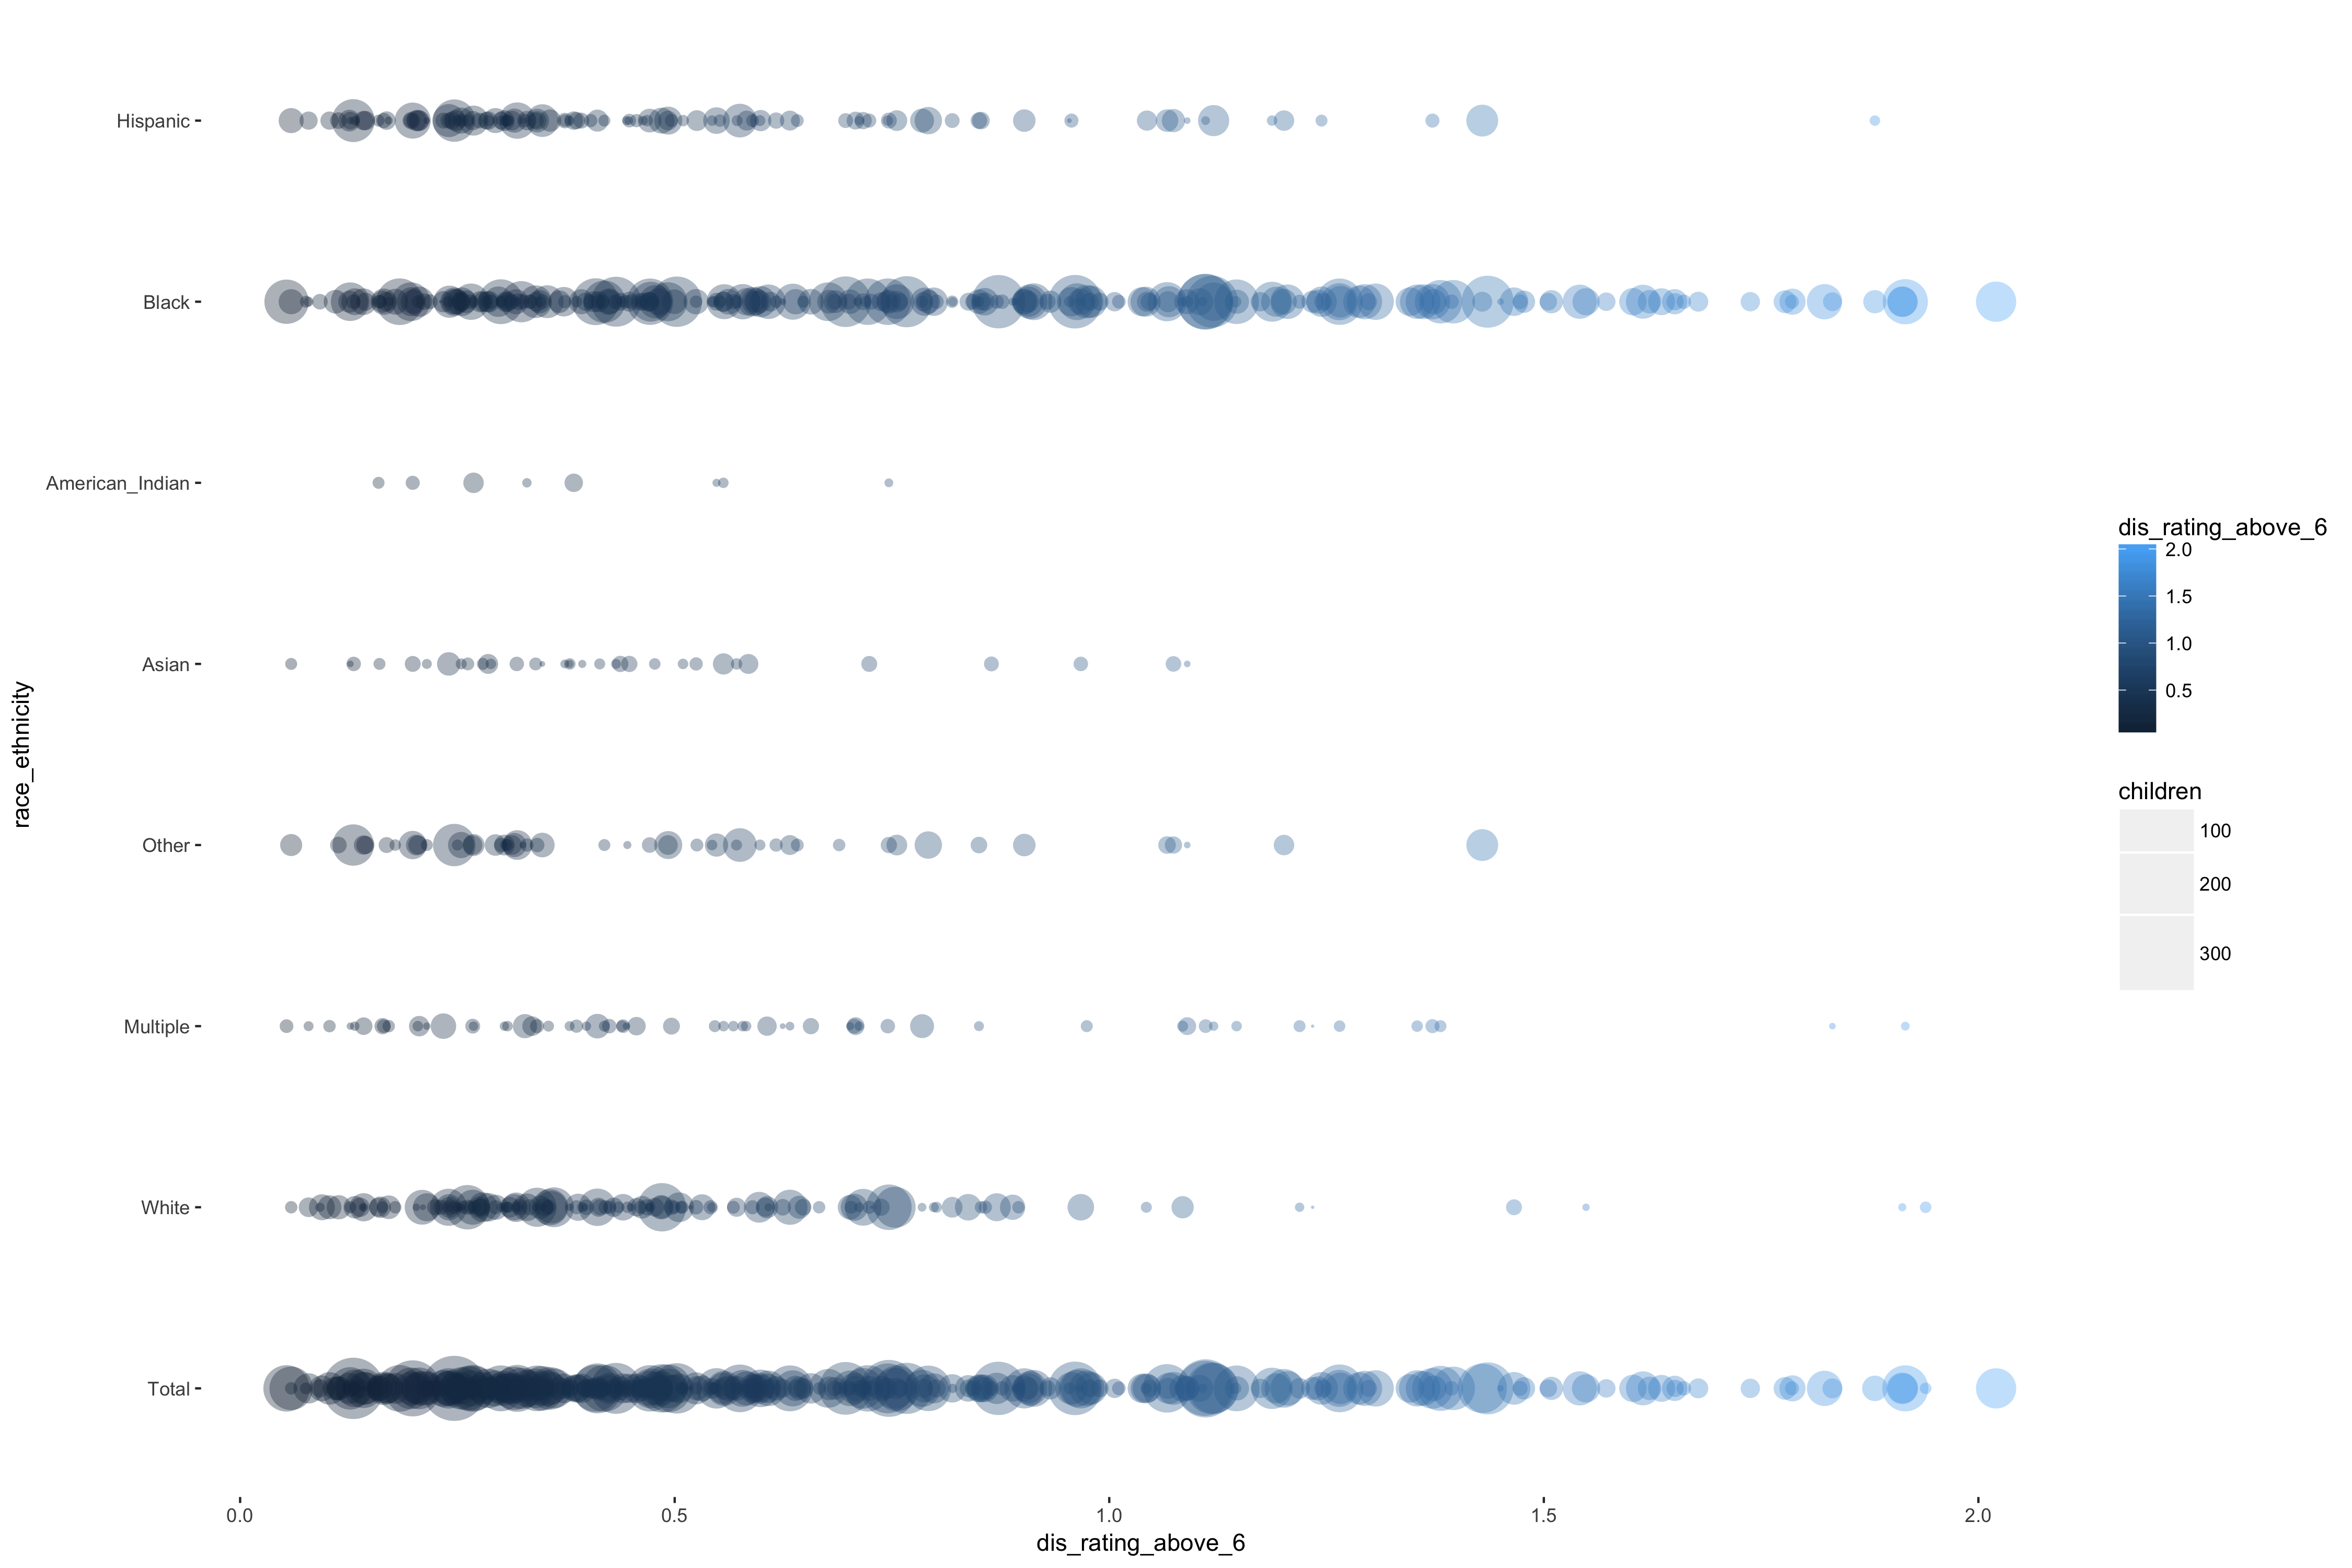 Hispanic
Black
American_Indian
Asian
Other
Multiple
White
Total
race_ethnicity
0.0
0.5
1.0
1.5
2.0
dis_rating_above_6
dis_rating_above_6
2.0
1.5
1.0
0.5
children
100
200
300